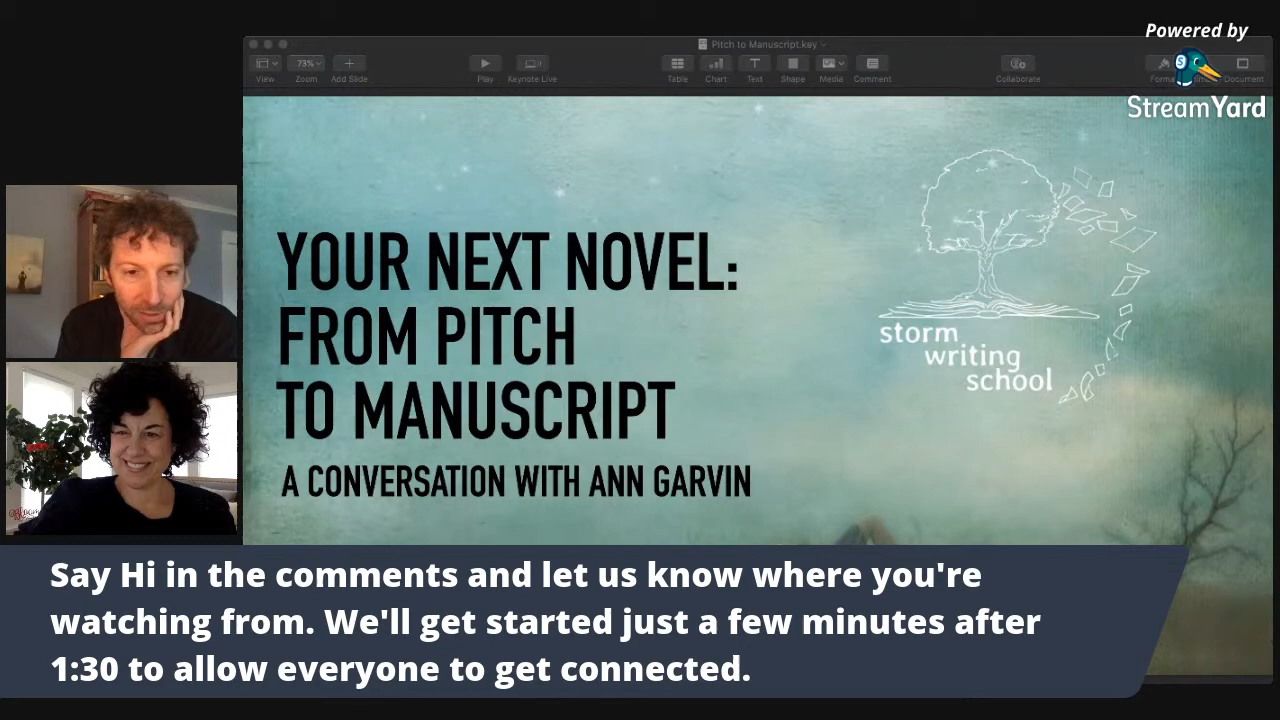 Powered by
StreamYard
Pitch to Manuscript.key
73%
View
Zoom
Add Slide
Play
Keynote Live
Table
Chart
Text
Shape
Media
Comment
Collaborate
Document
YOUR NEXT NOVEL:
FROM PITCH
TO MANUSCRIPT
A CONVERSATION WITH ANN GARVIN
storm
writing
school
Say Hi in the comments and let us know where you're
watching from. We'll get started just a few minutes after
1:30 to allow everyone to get connected.